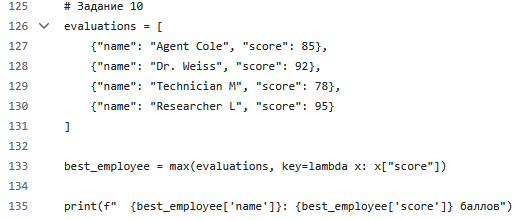 125 # Задание 10
126 evaluations = [
127     {"name": "Agent Cole", "score": 85},
128     {"name": "Dr. Weiss", "score": 92},
129     {"name": "Technician M", "score": 78},
130     {"name": "Researcher L", "score": 95}
131 ]
132
133 best_employee = max(evaluations, key=lambda x: x["score"])
134
135 print(f"  {best_employee['name']}: {best_employee['score']} баллов")